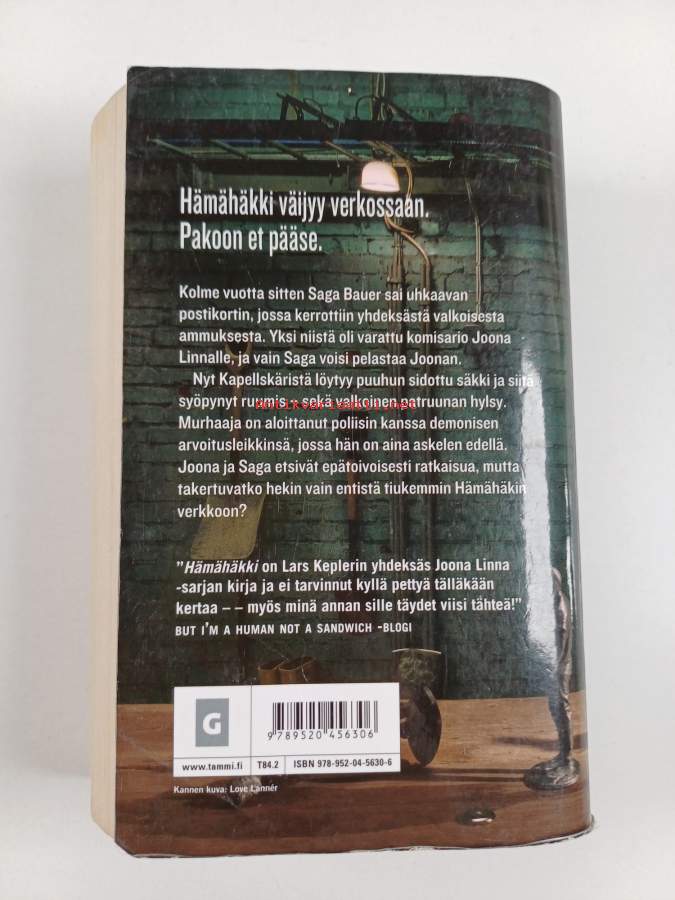 Hämähäkki väijyy verkossaan.
Pakoon et pääse.
Kolme vuotta sitten Saga Bauer sai uhkaavan
postikortin, jossa kerrottiin yhdeksästä valkoisesta
ammuksesta. Yksi niistä oli varattu komisario Joona
Linnalle, ja vain Saga voisi pelastaa Joonan.
Nyt Kapellskäristä löytyy puuhun sidottu säkki ja siitä
syöpynyt ruumis – sekä valkoinen patruunan hylsy.
Antikvariaatti.net
Murhaaja on aloittanut poliisin kanssa demonisen
arvoitusleikkinsä, jossa hän on aina askelen edellä.
Joona ja Saga etsivät epätoivoisesti ratkaisua, mutta
takertuvatko hekin vain entistä tiukemmin Hämähäkin
verkkoon?
”Hämähäkki on Lars Keplerin yhdeksäs Joona Linna
-sarjan kirja ja ei tarvinnut kyllä pettyä tälläkään
kertaa – – myös minä annan sille täydet viisi tähteä!”
BUT I'M A HUMAN NOT A SANDWICH -BLOGI
G
9 789520 456306
www.tammi.fi T84.2 ISBN 978-952-04-5630-6
Kannen kuva: Love Lannér